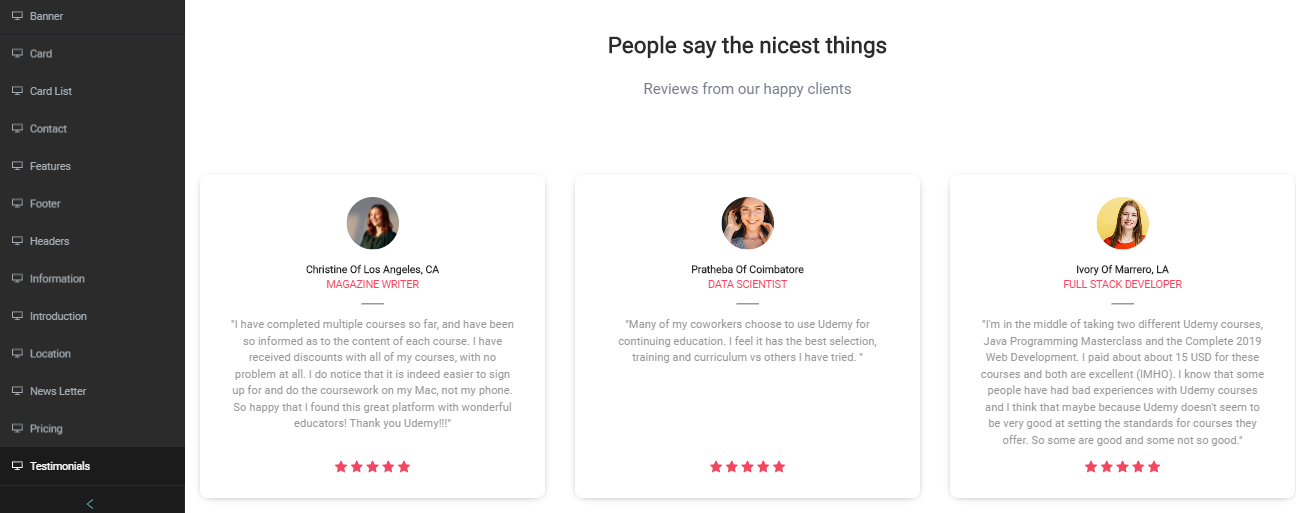 Banner
Card
Card List
Contact
Features
Footer
Headers
Information
Introduction
Location
News Letter
Pricing
Testimonials
People say the nicest things
Reviews from our happy clients
Christine Of Los Angeles, CA
MAGAZINE WRITER
"I have completed multiple courses so far, and have been
so informed as to the content of each course. I have
received discounts with all of my courses, with no
problem at all. I do notice that it is indeed easier to sign
up for and do the coursework on my Mac, not my phone.
So happy that I found this great platform with wonderful
educators! Thank you Udemy!!!"
Pratheba Of Coimbatore
DATA SCIENTIST
"Many of my coworkers choose to use Udemy for
continuing education. I feel it has the best selection,
training and curriculum vs others I have tried. "
Ivory Of Marrero, LA
FULL STACK DEVELOPER
"I'm in the middle of taking two different Udemy courses,
Java Programming Masterclass and the Complete 2019
Web Development. I paid about about 15 USD for these
courses and both are excellent (IMHO). I know that some
people have had bad experiences with Udemy courses
and I think that maybe because Udemy doesn't seem to
be very good at setting the standards for courses they
offer. So some are good and some not so good."